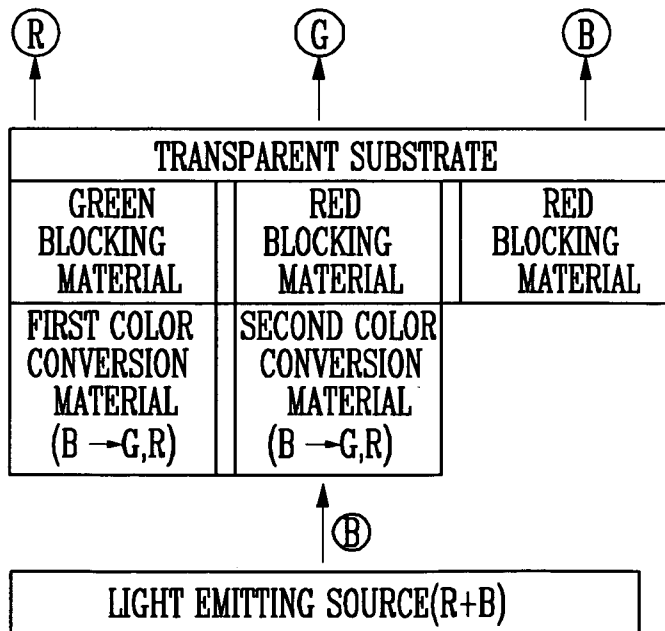 R G B
TRANSPARENT SUBSTRATE
GREEN
BLOCKING
MATERIAL
RED
BLOCKING
MATERIAL
RED
BLOCKING
MATERIAL
FIRST COLOR
CONVERSION
MATERIAL
(B →G,R)
SECOND COLOR
CONVERSION
MATERIAL
(B →G,R)
B
LIGHT EMITTING SOURCE(R+B)